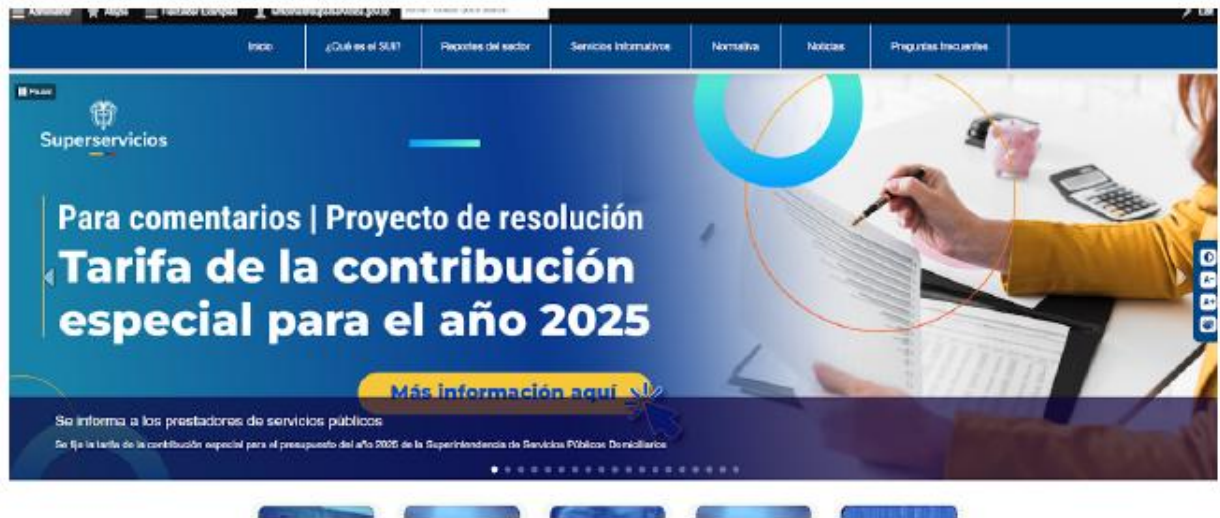 Inicio ¿Qué es el SUI? Reportes del sector Servicios Informativos Normativa Noticias Preguntas frecuentes
Superservicios
Para comentarios | Proyecto de resolución
Tarifa de la contribución
especial para el año 2025
Más información aquí
Se informa a los prestadores de servicios públicos
Se fija la tarifa de la contribución especial para el presupuesto del año 2025 de la Superintendencia de Servicios Públicos Domiciliarios